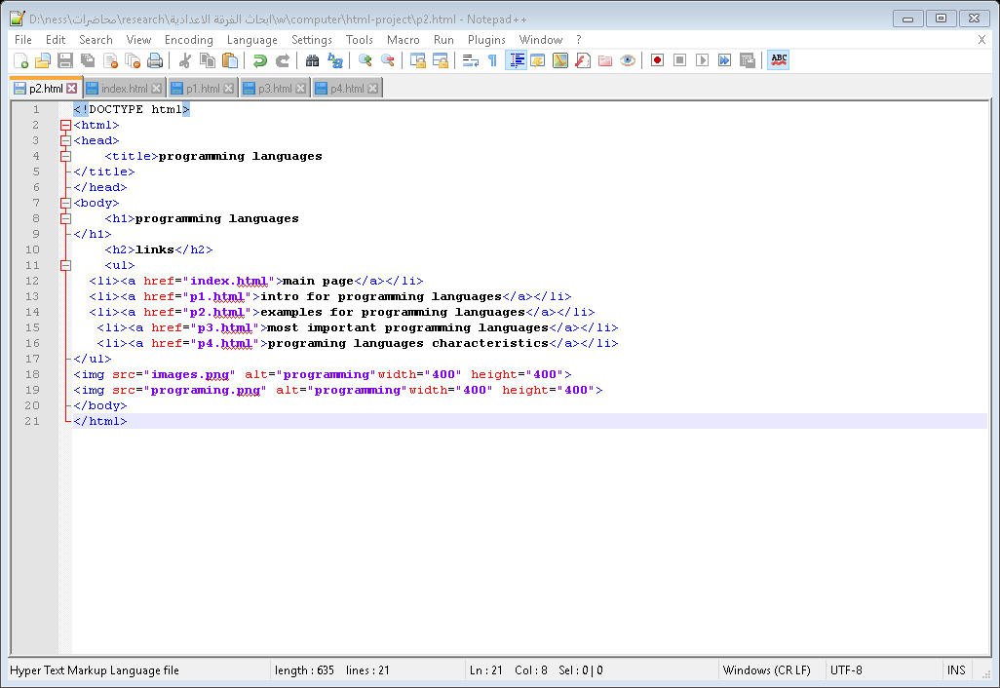 D:\ness\محاضرات\research\ابحاث الفرقة الاعدادية\w\computer\html-project\p2.html - Notepad++
File Edit Search View Encoding Language Settings Tools Macro Run Plugins Window ? X
ABC
p2.html index.html p1.html p3.html p4.html
1 <!DOCTYPE html>
2 <html>
3 <head>
4 <title>programming languages
5 </title>
6 </head>
7 <body>
8 <h1>programming languages
9 </h1>
10 <h2>links</h2>
11 <ul>
12 <li><a href="index.html">main page</a></li>
13 <li><a href="p1.html">intro for programming languages</a></li>
14 <li><a href="p2.html">examples for programming languages</a></li>
15 <li><a href="p3.html">most important programming languages</a></li>
16 <li><a href="p4.html">programing languages characteristics</a></li>
17 </ul>
18 <img src="images.png" alt="programming"width="400" height="400">
19 <img src="programing.png" alt="programming"width="400" height="400">
20 </body>
21 </html>
Hyper Text Markup Language file length : 635 lines : 21 Ln : 21 Col : 8 Sel : 0 | 0 Windows (CR LF) UTF-8 INS